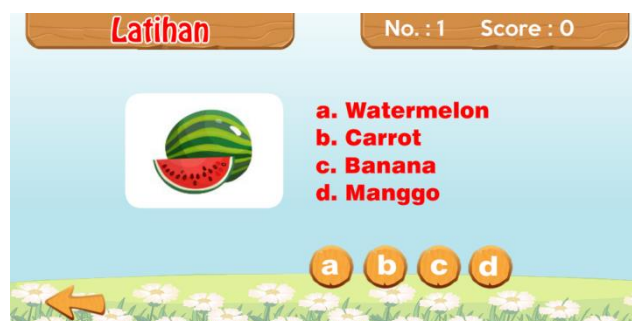 Latihan
No. : 1 Score : 0
a. Watermelon
b. Carrot
c. Banana
d. Manggo
a b c d